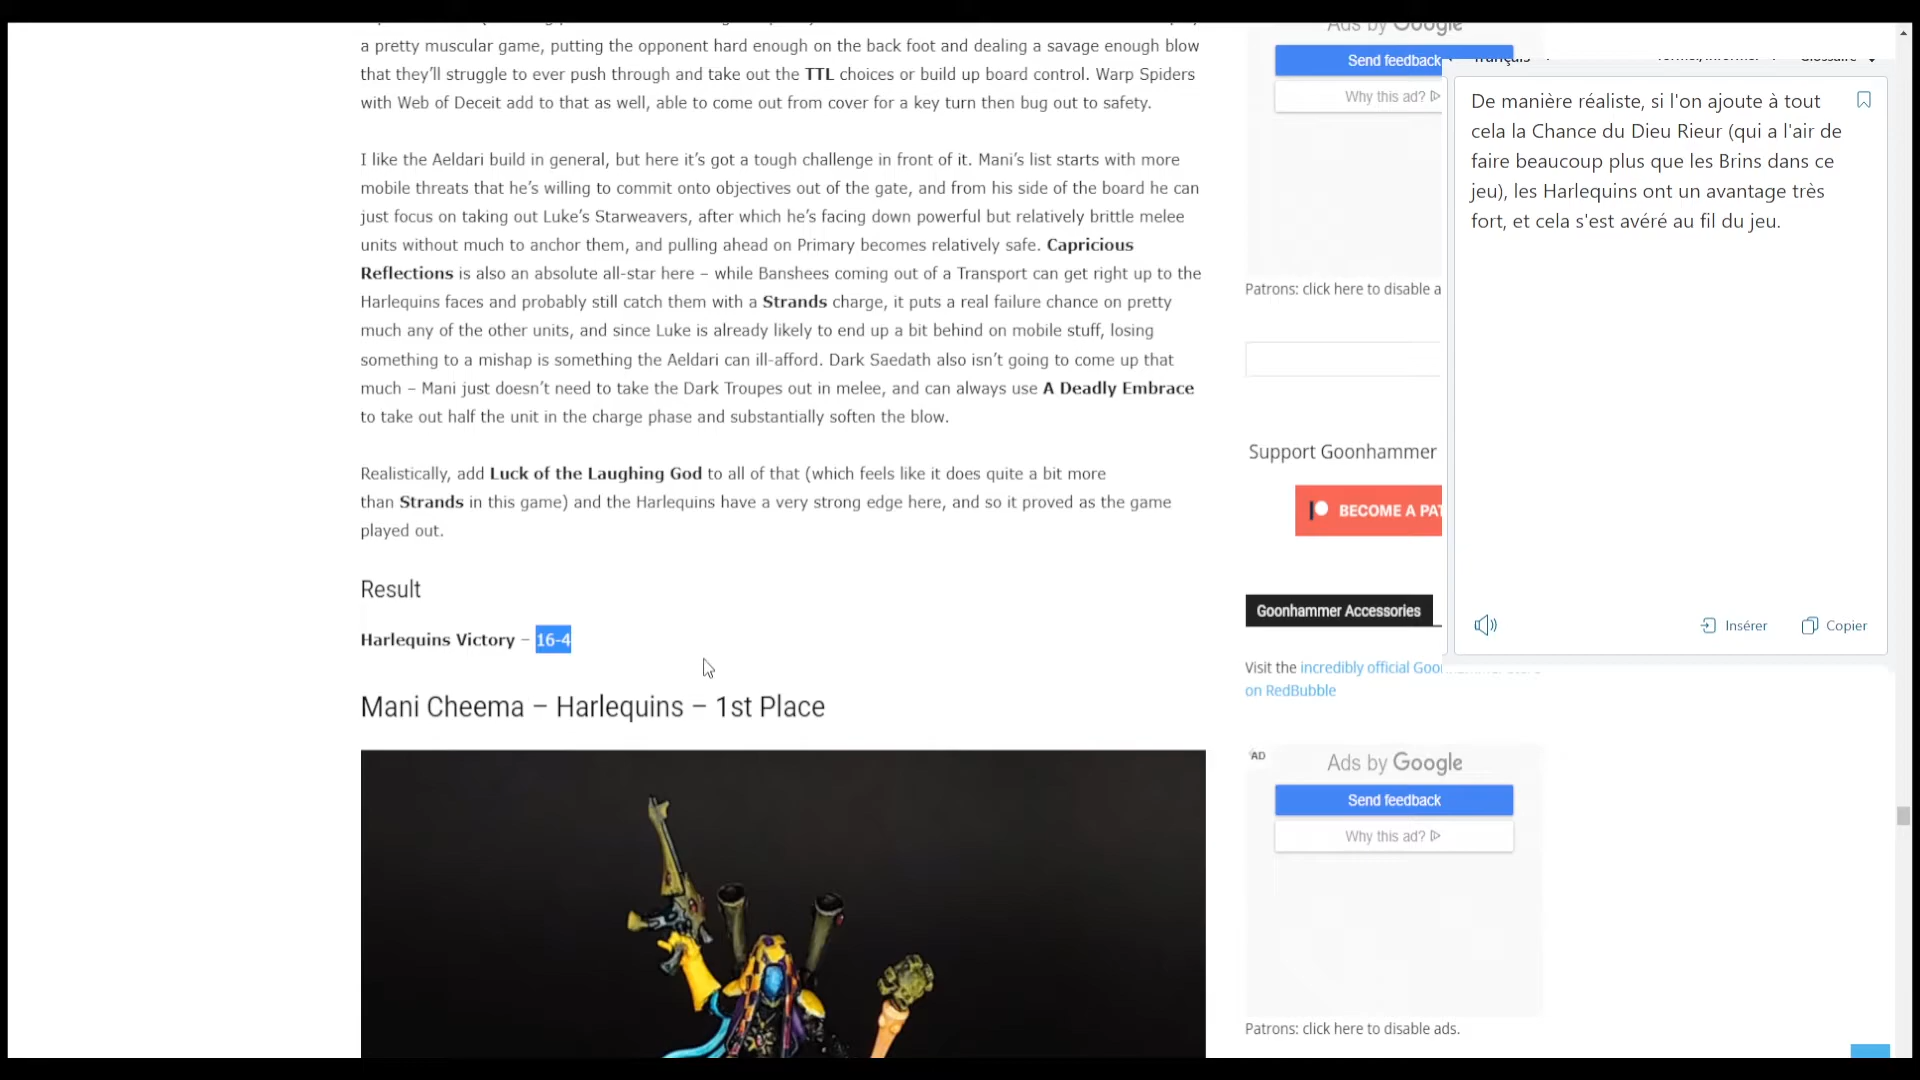 a pretty muscular game, putting the opponent hard enough on the back foot and dealing a savage enough blow
that they'll struggle to ever push through and take out the TTL choices or build up board control. Warp Spiders
with Web of Deceit add to that as well, able to come out from cover for a key turn then bug out to safety.
I like the Aeldari build in general, but here it's got a tough challenge in front of it. Mani's list starts with more
mobile threats that he's willing to commit onto objectives out of the gate, and from his side of the board he can
just focus on taking out Luke's Starweavers, after which he's facing down powerful but relatively brittle melee
units without much to anchor them, and pulling ahead on Primary becomes relatively safe. Capricious
Reflections is also an absolute all-star here – while Banshees coming out of a Transport can get right up to the
Harlequins faces and probably still catch them with a Strands charge, it puts a real failure chance on pretty
much any of the other units, and since Luke is already likely to end up a bit behind on mobile stuff, losing
something to a mishap is something the Aeldari can ill-afford. Dark Saedath also isn't going to come up that
much – Mani just doesn't need to take the Dark Troupes out in melee, and can always use A Deadly Embrace
to take out half the unit in the charge phase and substantially soften the blow.
Realistically, add Luck of the Laughing God to all of that (which feels like it does quite a bit more
than Strands in this game) and the Harlequins have a very strong edge here, and so it proved as the game
played out.
Result
Harlequins Victory – 16-4
Mani Cheema – Harlequins – 1st Place
Ads by Google
Send feedback
Why this ad?
Patrons: click here to disable a
Support Goonhammer
BECOME A PAT
Goonhammer Accessories
Visit the incredibly official Goo
on RedBubble
AD
Ads by Google
Send feedback
Why this ad?
Patrons: click here to disable ads.
français
Glossaire
De manière réaliste, si l'on ajoute à tout
cela la Chance du Dieu Rieur (qui a l'air de
faire beaucoup plus que les Brins dans ce
jeu), les Harlequins ont un avantage très
fort, et cela s'est avéré au fil du jeu.
Insérer
Copier